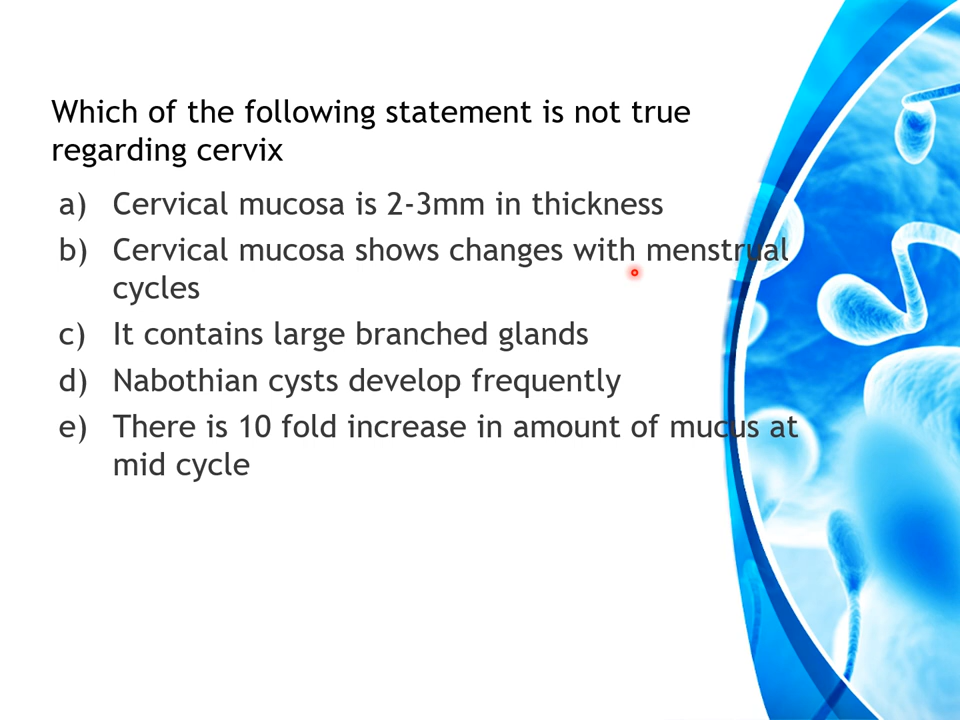 Which of the following statement is not true
regarding cervix
a) Cervical mucosa is 2-3mm in thickness
b) Cervical mucosa shows changes with menstrual
cycles
c) It contains large branched glands
d) Nabothian cysts develop frequently
e) There is 10 fold increase in amount of mucus at
mid cycle